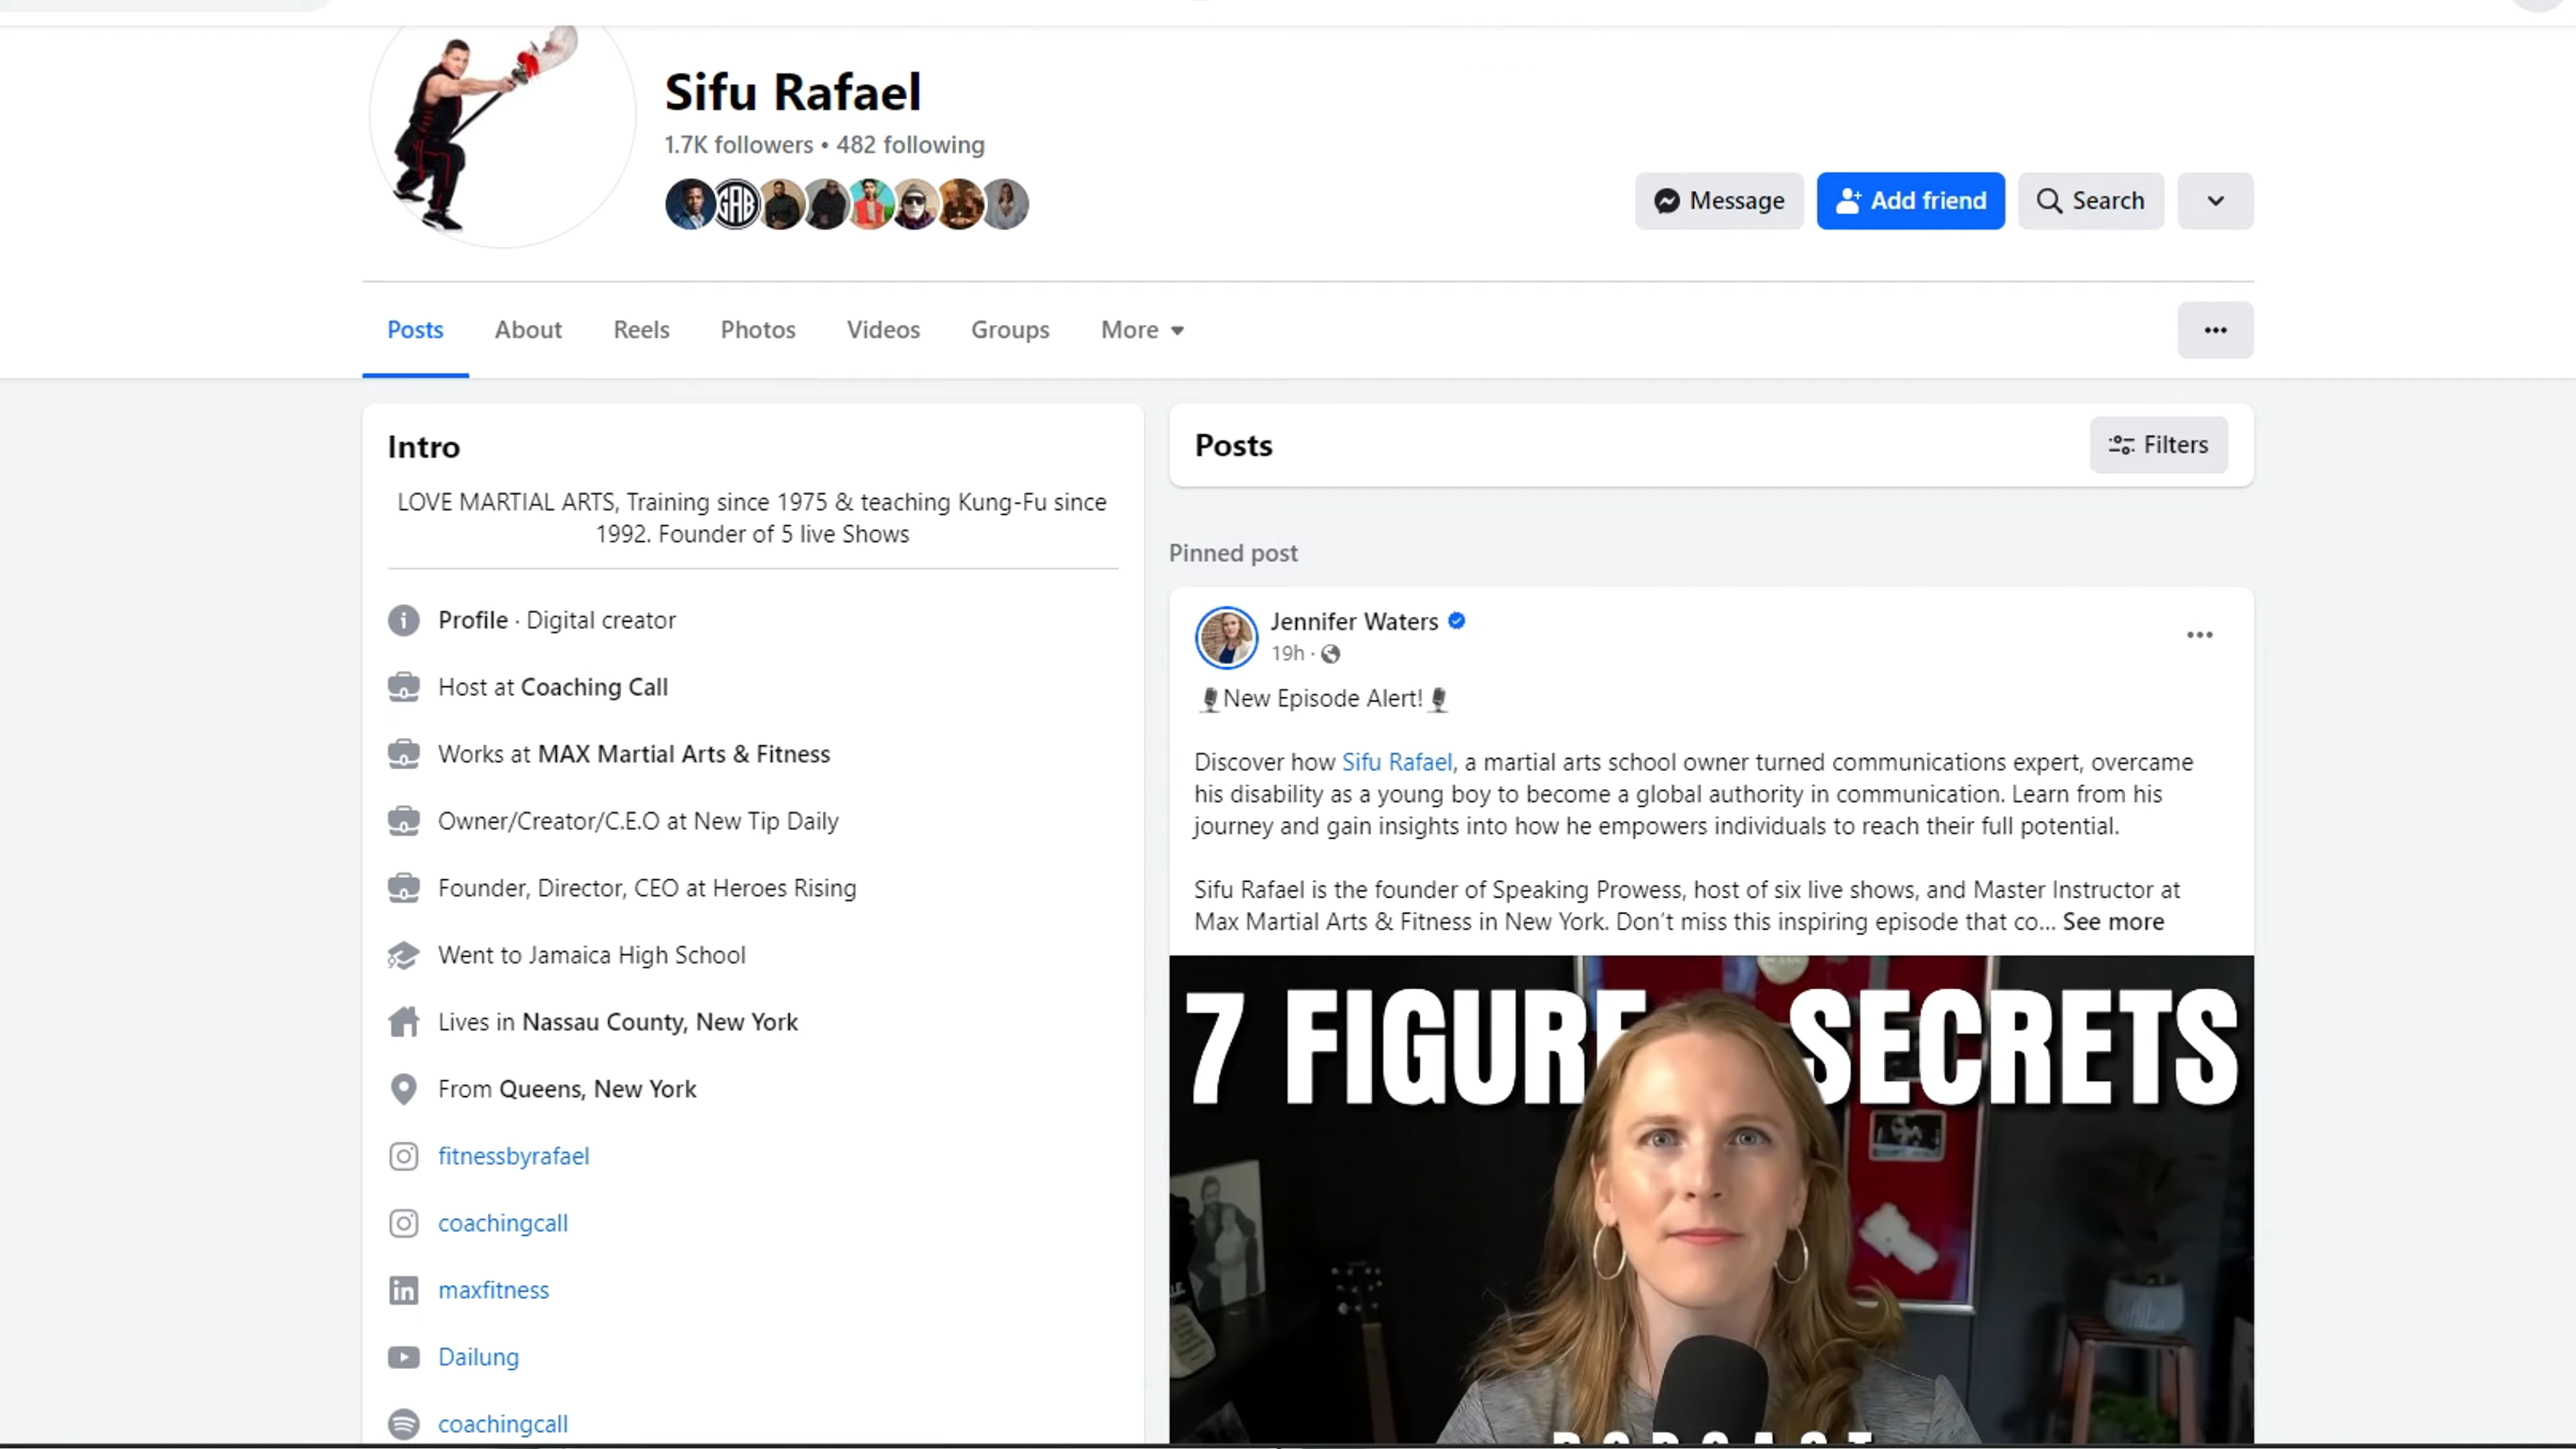 Sifu Rafael
1.7K followers • 482 following
GAB
Message
Add friend
Search
Posts
About
Reels
Photos
Videos
Groups
More
Intro
LOVE MARTIAL ARTS, Training since 1975 & teaching Kung-Fu since
1992. Founder of 5 live Shows
Profile · Digital creator
Host at Coaching Call
Works at MAX Martial Arts & Fitness
Owner/Creator/C.E.O at New Tip Daily
Founder, Director, CEO at Heroes Rising
Went to Jamaica High School
Lives in Nassau County, New York
From Queens, New York
fitnessbyrafael
coachingcall
maxfitness
Dailung
coachingcall
Posts
Filters
Pinned post
Jennifer Waters
19h ·
🎙️New Episode Alert!🎙️
Discover how Sifu Rafael, a martial arts school owner turned communications expert, overcame
his disability as a young boy to become a global authority in communication. Learn from his
journey and gain insights into how he empowers individuals to reach their full potential.
Sifu Rafael is the founder of Speaking Prowess, host of six live shows, and Master Instructor at
Max Martial Arts & Fitness in New York. Don't miss this inspiring episode that co... See more
7 FIGURE SECRETS
PODCAST